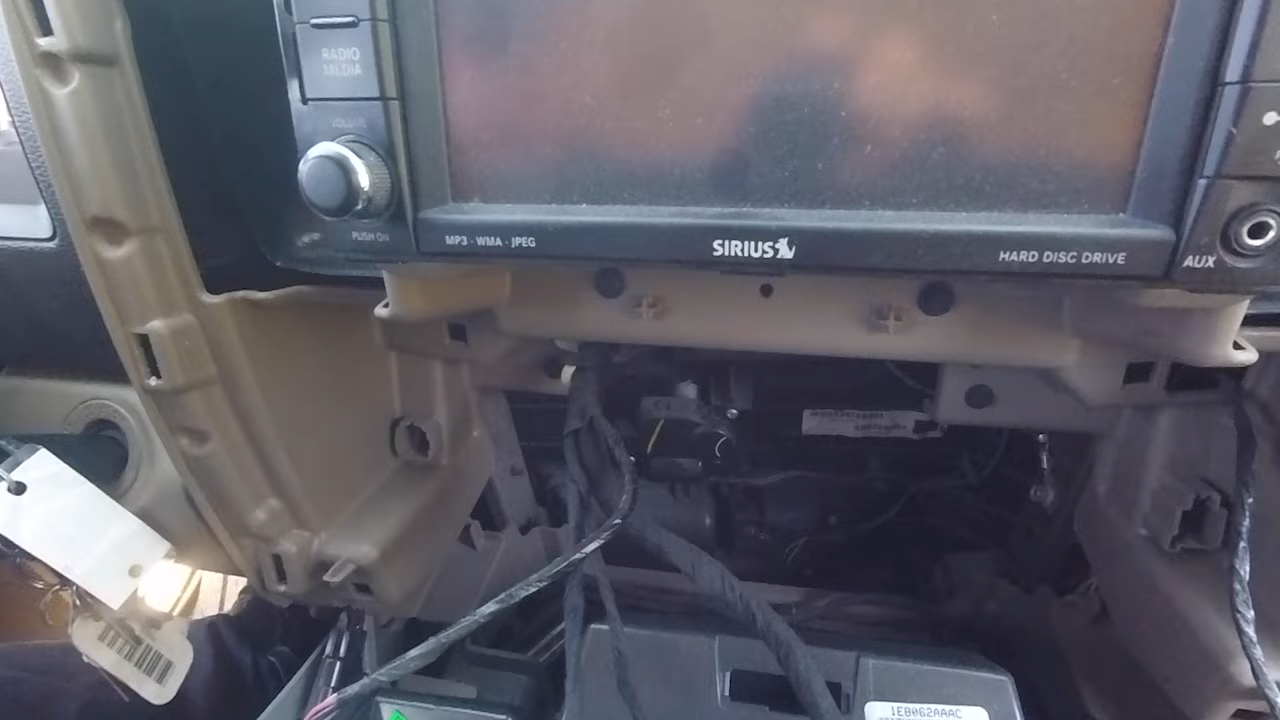 RADIO
MEDIA
VOLUME
PUSH ON
MP3 · WMA · JPEG
SIRIUS
HARD DISC DRIVE
AUX
1EB062AAAC